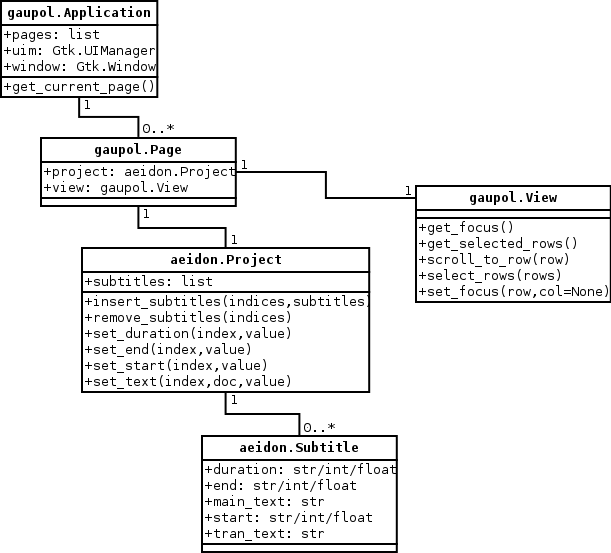 gaupol.Application
+pages: list
+uim: Gtk.UIManager
+window: Gtk.Window
+get_current_page()
1
0..*
gaupol.Page
+project: aeidon.Project
+view: gaupol.View
1
1
gaupol.View
+get_focus()
+get_selected_rows()
+scroll_to_row(row)
+select_rows(rows)
+set_focus(row,col=None)
1
1
aeidon.Project
+subtitles: list
+insert_subtitles(indices,subtitles)
+remove_subtitles(indices)
+set_duration(index,value)
+set_end(index,value)
+set_start(index,value)
+set_text(index,doc,value)
1
0..*
aeidon.Subtitle
+duration: str/int/float
+end: str/int/float
+main_text: str
+start: str/int/float
+tran_text: str